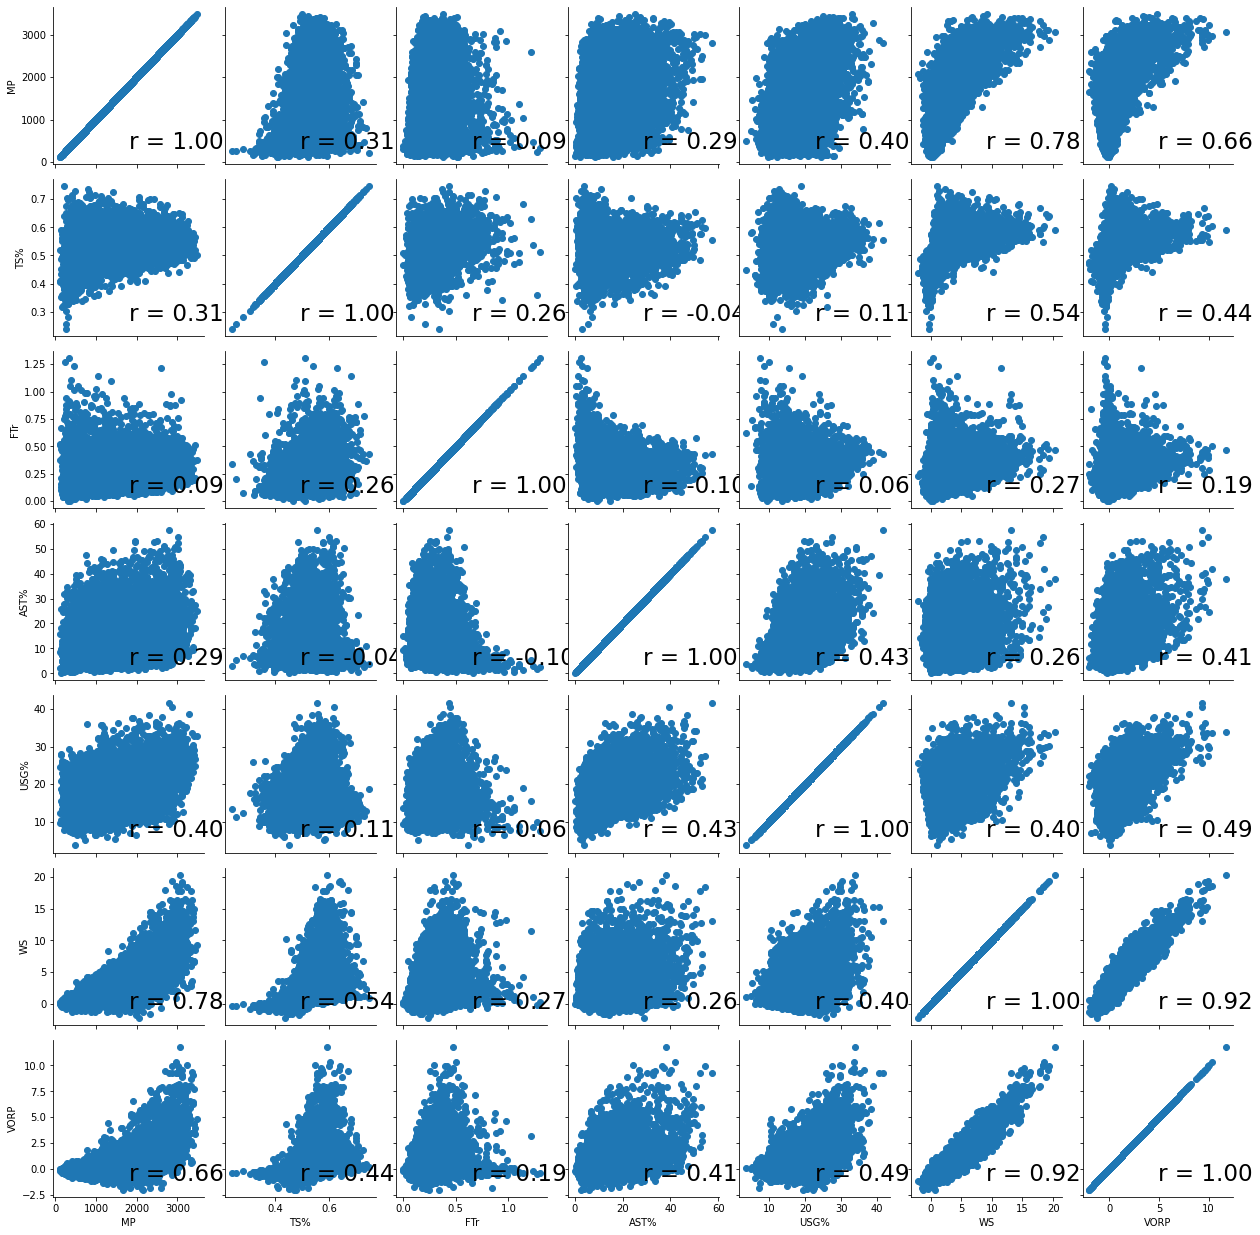 MP
3000
2000
1000
0
r = 1.00
r = 0.31
r = 0.09
r = 0.29
r = 0.40
r = 0.78
r = 0.66
TS%
0.7
0.6
0.5
0.4
0.3
r = 0.31
r = 1.00
r = 0.26
r = -0.04
r = 0.11
r = 0.54
r = 0.44
FTr
1.25
1.00
0.75
0.50
0.25
0.00
r = 0.09
r = 0.26
r = 1.00
r = -0.10
r = 0.06
r = 0.27
r = 0.19
AST%
60
50
40
30
20
10
0
r = 0.29
r = -0.04
r = -0.10
r = 1.00
r = 0.43
r = 0.26
r = 0.41
USG%
40
30
20
10
r = 0.40
r = 0.11
r = 0.06
r = 0.43
r = 1.00
r = 0.40
r = 0.49
WS
20
15
10
5
0
r = 0.78
r = 0.54
r = 0.27
r = 0.26
r = 0.40
r = 1.00
r = 0.92
VORP
10.0
7.5
5.0
2.5
0.0
−2.5
r = 0.66
r = 0.44
r = 0.19
r = 0.41
r = 0.49
r = 0.92
r = 1.00
0 1000 2000 3000
0.4 0.6
0.0 0.5 1.0
0 20 40 60
10 20 30 40
0 5 10 15 20
0 5 10
MP
TS%
FTr
AST%
USG%
WS
VORP